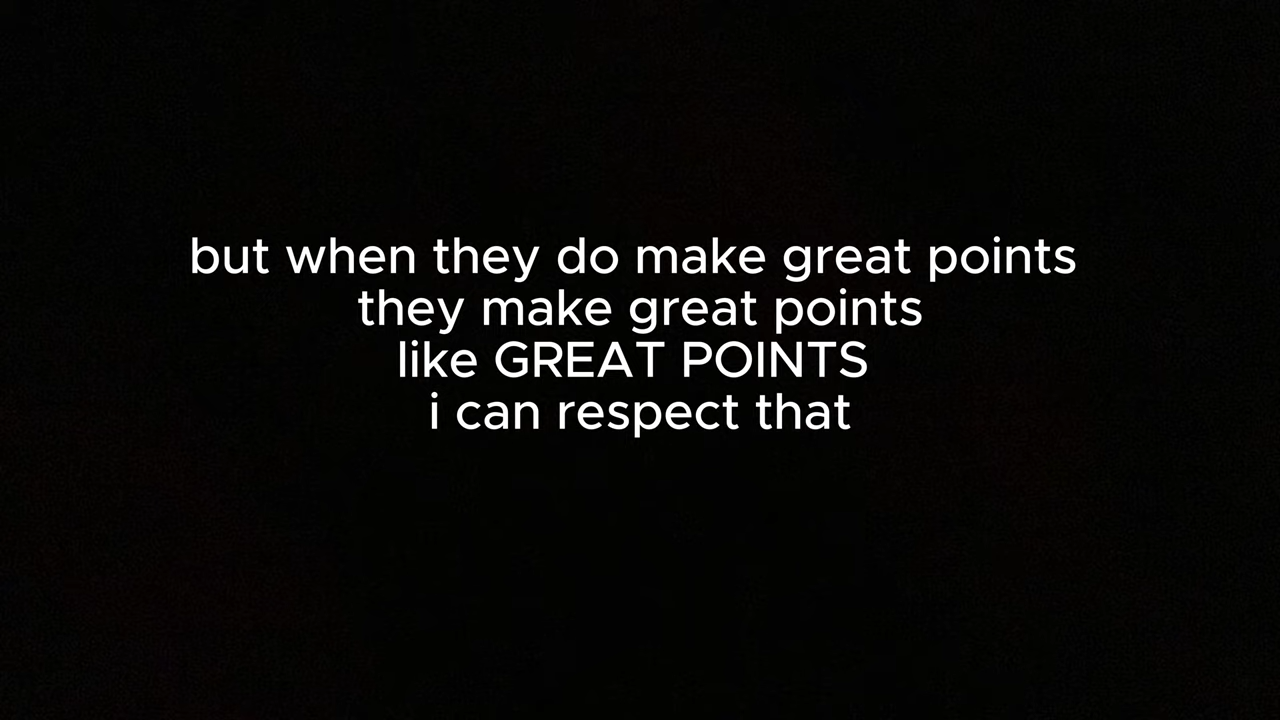 but when they do make great points
they make great points
like GREAT POINTS
i can respect that